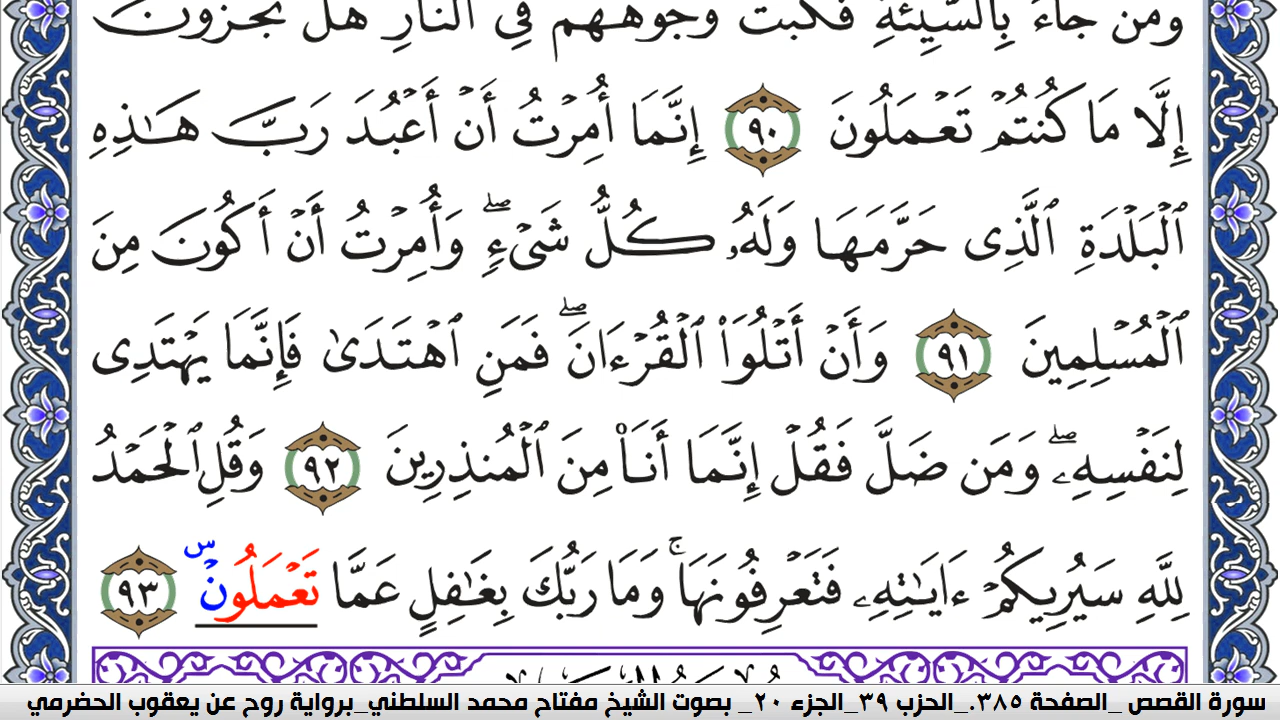 وَمَن جَآءَ بِٱلسَّيِّئَةِ فَكُبَّتۡ وُجُوهُهُمۡ فِي ٱلنَّارِ هَلۡ تُجۡزَوۡنَ
إِلَّا مَا كُنتُمۡ تَعۡمَلُونَ ٩٠ إِنَّمَآ أُمِرۡتُ أَنۡ أَعۡبُدَ رَبَّ هَٰذِهِ
ٱلۡبَلۡدَةِ ٱلَّذِي حَرَّمَهَا وَلَهُۥ كُلُّ شَيۡءٖۖ وَأُمِرۡتُ أَنۡ أَكُونَ مِنَ
ٱلۡمُسۡلِمِينَ ٩١ وَأَنۡ أَتۡلُوَاْ ٱلۡقُرۡءَانَۖ فَمَنِ ٱهۡتَدَىٰ فَإِنَّمَا يَهۡتَدِي
لِنَفۡسِهِۦۖ وَمَن ضَلَّ فَقُلۡ إِنَّمَآ أَنَا۠ مِنَ ٱلۡمُنذِرِينَ ٩٢ وَقُلِ ٱلۡحَمۡدُ
لِلَّهِ سَيُرِيكُمۡ ءَايَٰتِهِۦ فَتَعۡرِفُونَهَاۚ وَمَا رَبُّكَ بِغَٰفِلٍ عَمَّا تَعۡمَلُونَۡ س ٩٣
سورة القصص _الصفحة ٣٨٥._الحزب ٣٩_الجزء ٢٠_ بصوت الشيخ مفتاح محمد السلطني_برواية روح عن يعقوب الحضرمي